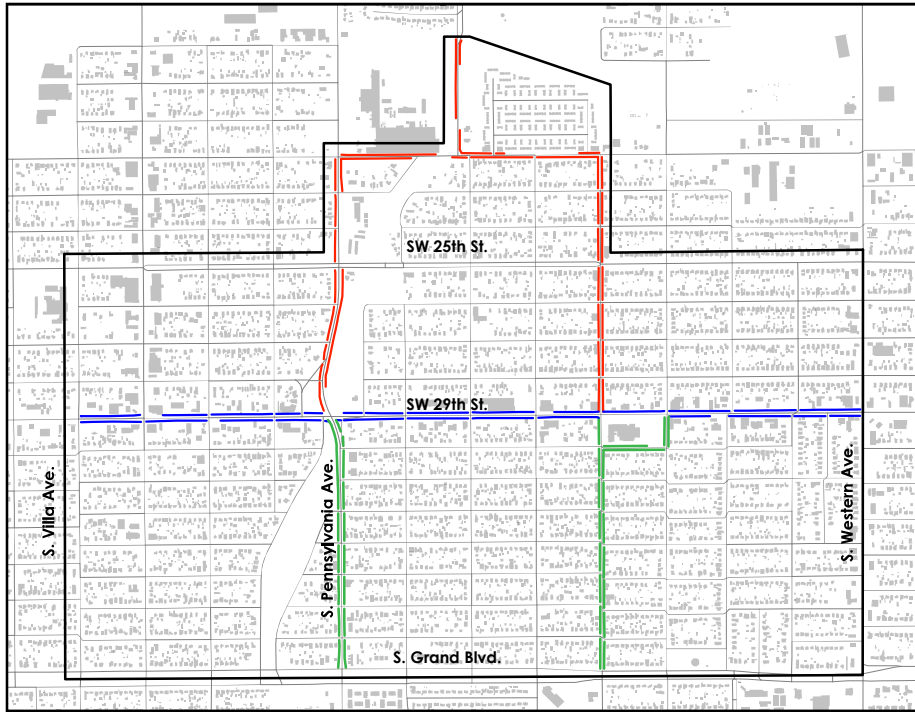 SW 25th St.
SW 29th St.
S. Villa Ave.
S. Pennsylvania Ave.
S. Western Ave.
S. Grand Blvd.